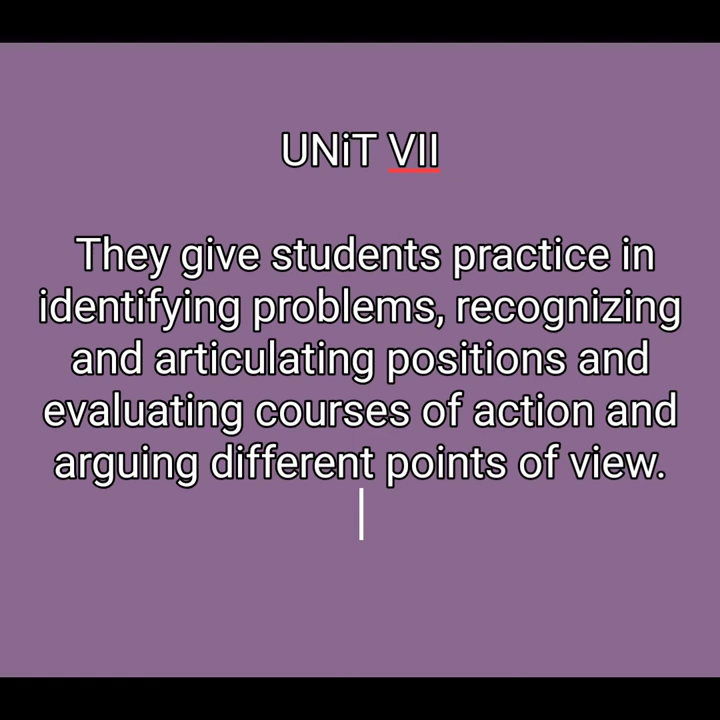 UNiT VII
They give students practice in
identifying problems, recognizing
and articulating positions and
evaluating courses of action and
arguing different points of view.